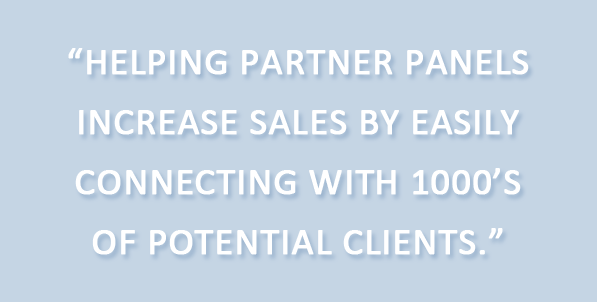 “HELPING PARTNER PANELS
INCREASE SALES BY EASILY
CONNECTING WITH 1000’S
OF POTENTIAL CLIENTS.”